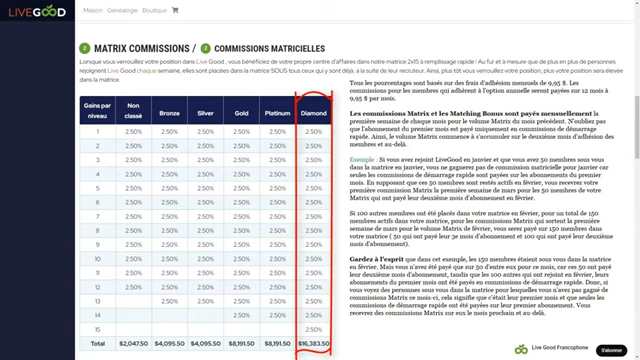 LIVEGOOD
Maison Généalogie Boutique
2 MATRIX COMMISSIONS / 2 COMMISSIONS MATRICIELLES
Lorsque vous verrouillez votre position dans Live Good , vous bénéficiez de votre propre centre d'affaires dans notre matrice 2x15 à remplissage rapide ! Au fur et à mesure que de plus en plus de personnes
rejoignent Live Good chaque semaine, elles sont placées dans la matrice SOUS tous ceux qui y sont déjà, à la suite de leur recruteur. Ainsi, plus tôt vous verrouillez votre position, plus votre position sera élevée
dans la matrice.
Gains par niveau Non classé Bronze Silver Gold Platinum Diamond
1 2.50% 2.50% 2.50% 2.50% 2.50% 2.50%
2 2.50% 2.50% 2.50% 2.50% 2.50% 2.50%
3 2.50% 2.50% 2.50% 2.50% 2.50% 2.50%
4 2.50% 2.50% 2.50% 2.50% 2.50% 2.50%
5 2.50% 2.50% 2.50% 2.50% 2.50% 2.50%
6 2.50% 2.50% 2.50% 2.50% 2.50% 2.50%
7 2.50% 2.50% 2.50% 2.50% 2.50% 2.50%
8 2.50% 2.50% 2.50% 2.50% 2.50% 2.50%
9 2.50% 2.50% 2.50% 2.50% 2.50% 2.50%
10 2.50% 2.50% 2.50% 2.50% 2.50% 2.50%
11 2.50% 2.50% 2.50% 2.50% 2.50% 2.50%
12 2.50% 2.50% 2.50% 2.50% 2.50% 2.50%
13 2.50% 2.50% 2.50% 2.50% 2.50%
14 2.50% 2.50% 2.50%
15 2.50%
Total $2,047.50 $4,095.50 $4,095.50 $8,191.50 $8,191.50 $16,383.50
Tous les pourcentages sont basés sur des frais d'adhésion mensuels de 9,95 $. Les
commissions pour les membres qui adhèrent à l'option annuelle seront payées sur 12 mois à
9,95 $ par mois.
Les commissions Matrix et les Matching Bonus sont payés mensuellement la
première semaine de chaque mois pour le volume Matrix du mois précédent. N'oubliez pas
que l'abonnement du premier mois est payé uniquement en commissions de démarrage
rapide. Ainsi, le volume Matrix commence à s'accumuler sur le deuxième mois d'adhésion des
membres et au-delà.
Exemple : Si vous avez rejoint LiveGood en janvier et que vous avez 50 membres sous vous
dans la matrice en janvier, vous ne gagnerez pas de commission matricielle pour janvier car
seules les commissions de démarrage rapide sont payées sur les abonnements du premier
mois. En supposant que ces 50 membres sont restés actifs en février, vous recevrez votre
première commission Matrix la première semaine de mars pour les 50 membres de votre
Matrix qui ont payé leur deuxième mois d'abonnement en février.
Si 100 autres membres ont été placés dans votre matrice en février, pour un total de 150
membres actifs dans votre matrice, pour les commissions Matrix qui sortent la première
semaine d'avril pour le volume Matrix de mars, vous serez payé sur 150 membres dans votre
matrice ( 50 qui ont payé leur 3e mois d'abonnement et 100 qui ont payé leur deuxième
mois d'abonnement).
Gardez à l'esprit que dans cet exemple, les 150 membres étaient sous vous dans la matrice
en février. Mais vous n'avez été payé que sur 50 d'entre eux pour ce mois, car ces 50 ont payé
leur deuxième mois d'abonnement, tandis que les 100 autres qui ont rejoint en février, leurs
abonnements du premier mois ont été payés en commissions de démarrage rapide. Donc, si
vous voyez des personnes sous vous dans la matrice pour lesquelles vous n'avez pas gagné
de commission Matrix ce mois-ci, cela signifie que c'était leur premier mois et que seules les
commissions de démarrage rapide ont été payées sur leur premier abonnement. Vous
recevrez des commissions Matrix sur eux le mois prochain et au-delà.
Live Good Francophone
S'abonner